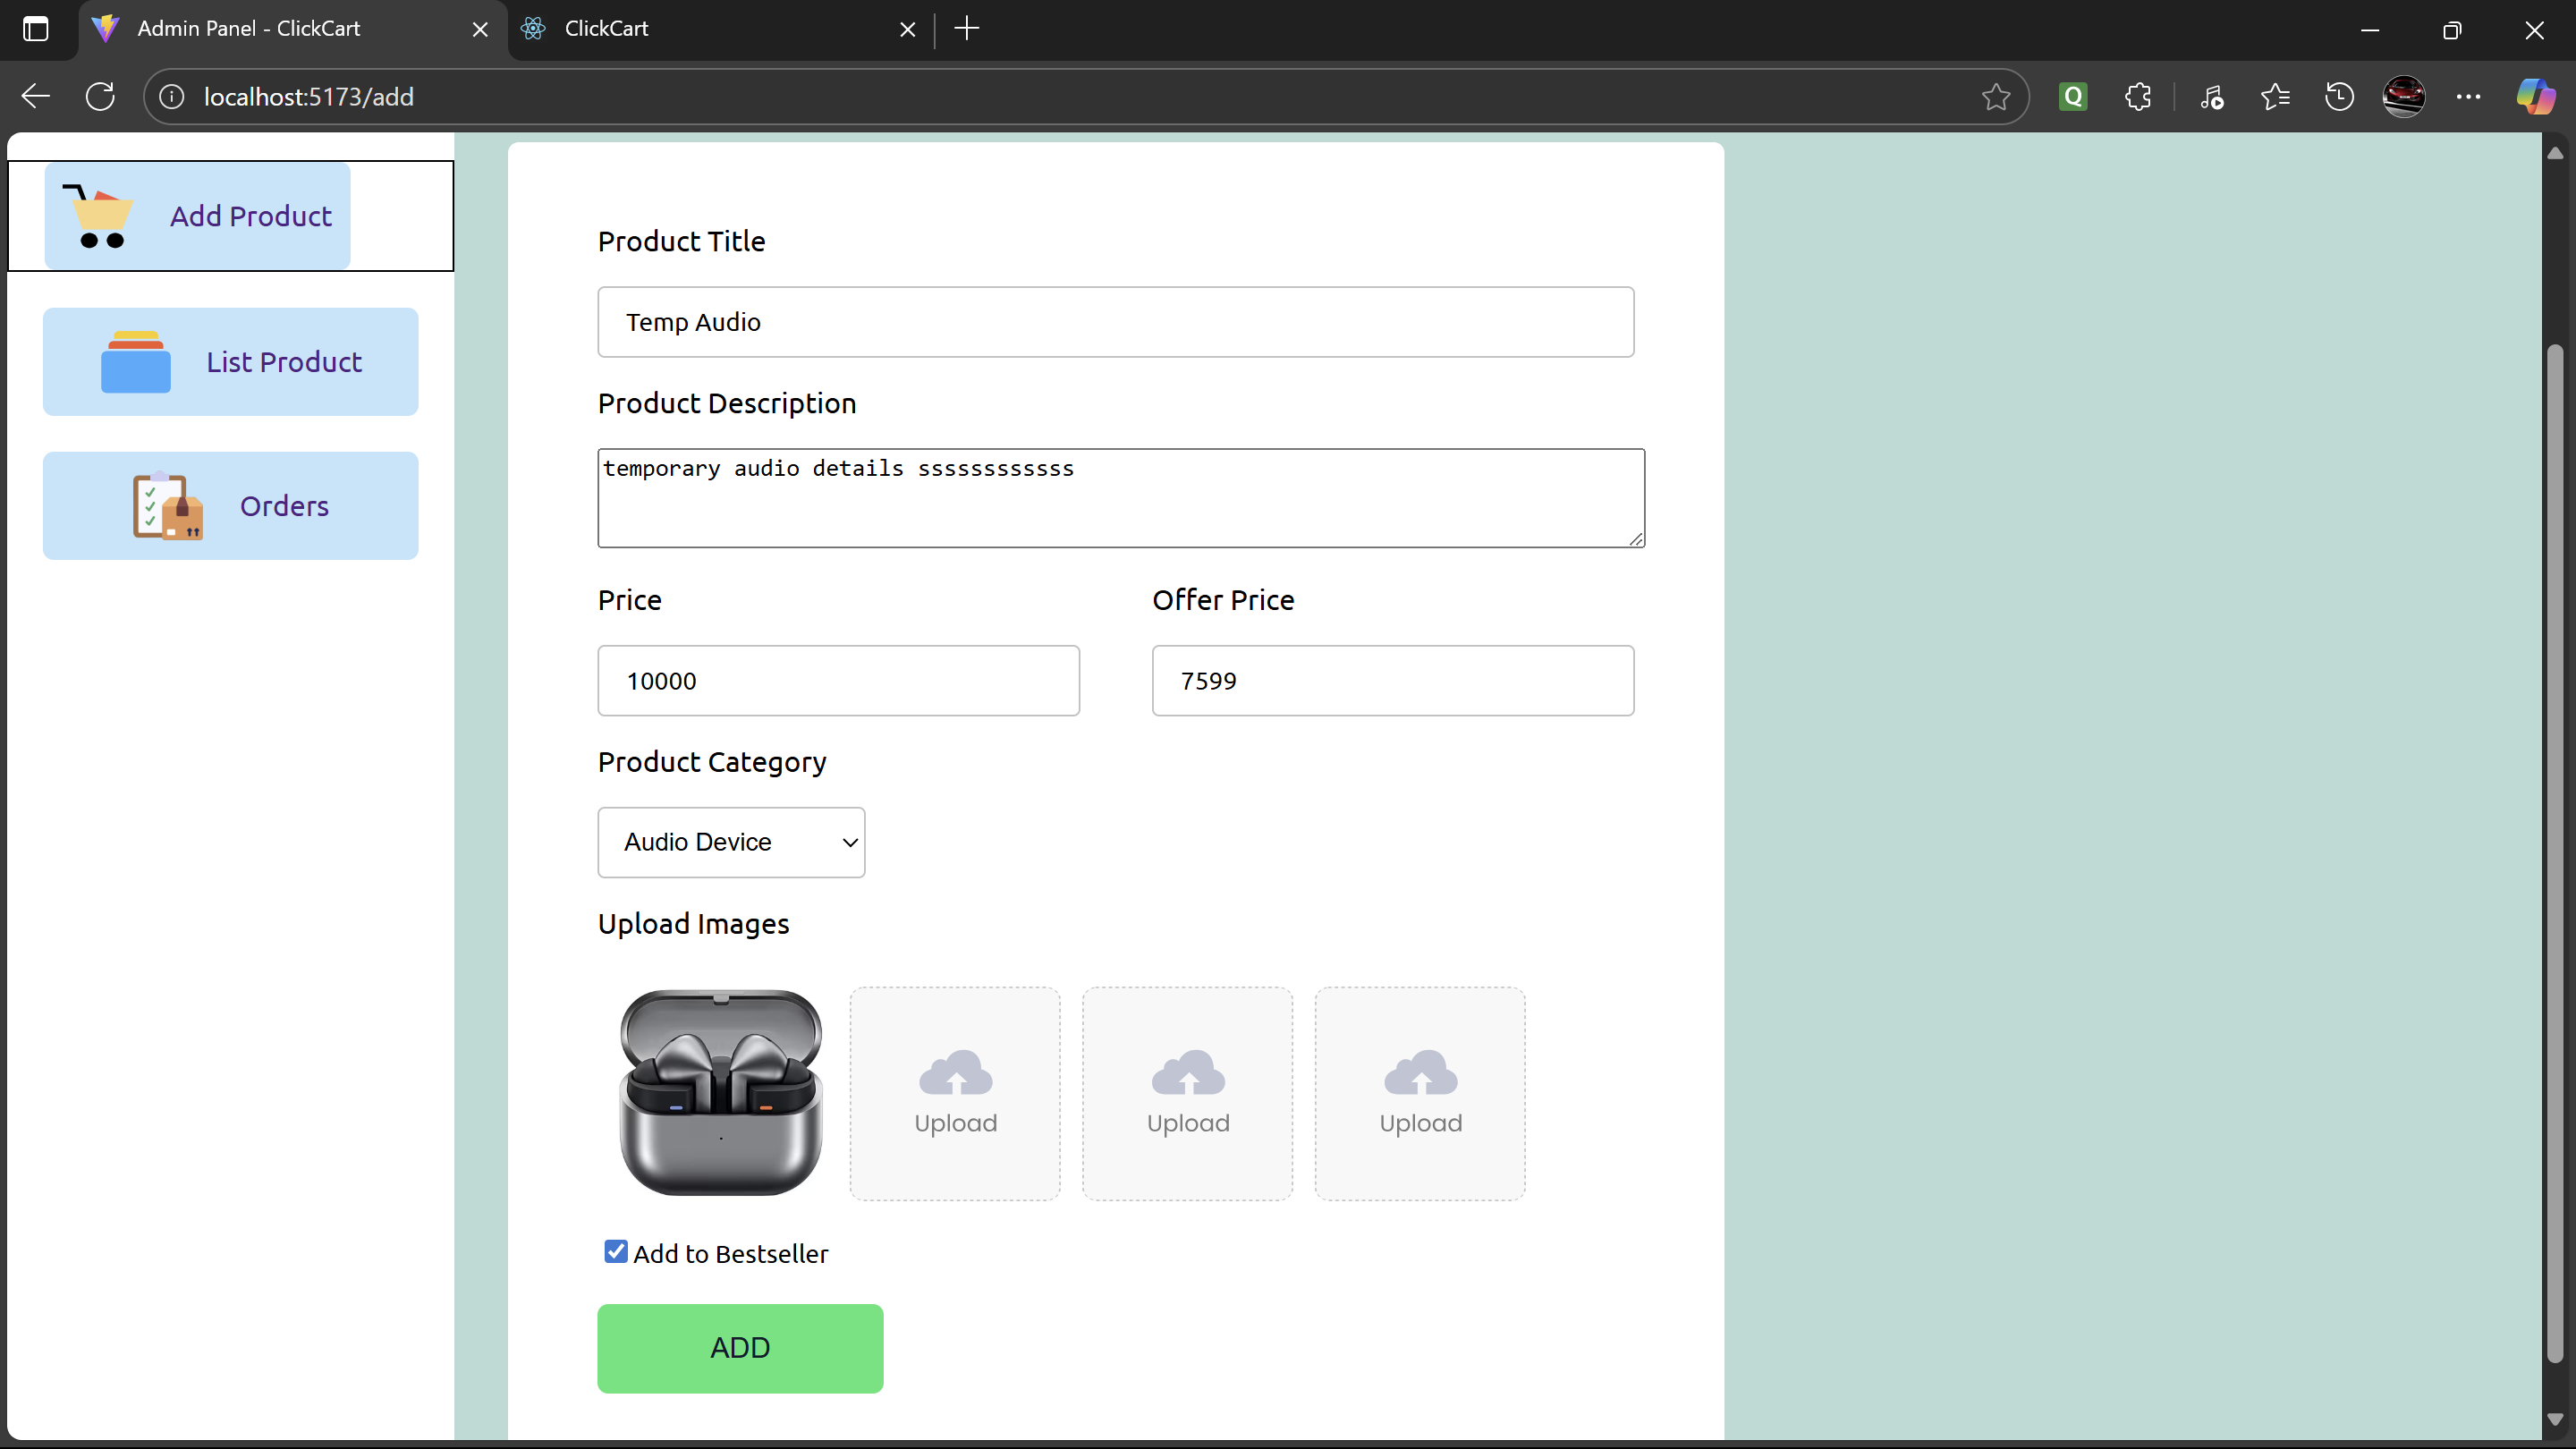 Admin Panel - ClickCart
ClickCart
localhost:5173/add
Q
Add Product
List Product
Orders
Product Title
Temp Audio
Product Description
temporary audio details ssssssssssss
Price Offer Price
10000 7599
Product Category
Audio Device
Upload Images
Upload Upload Upload
Add to Bestseller
ADD